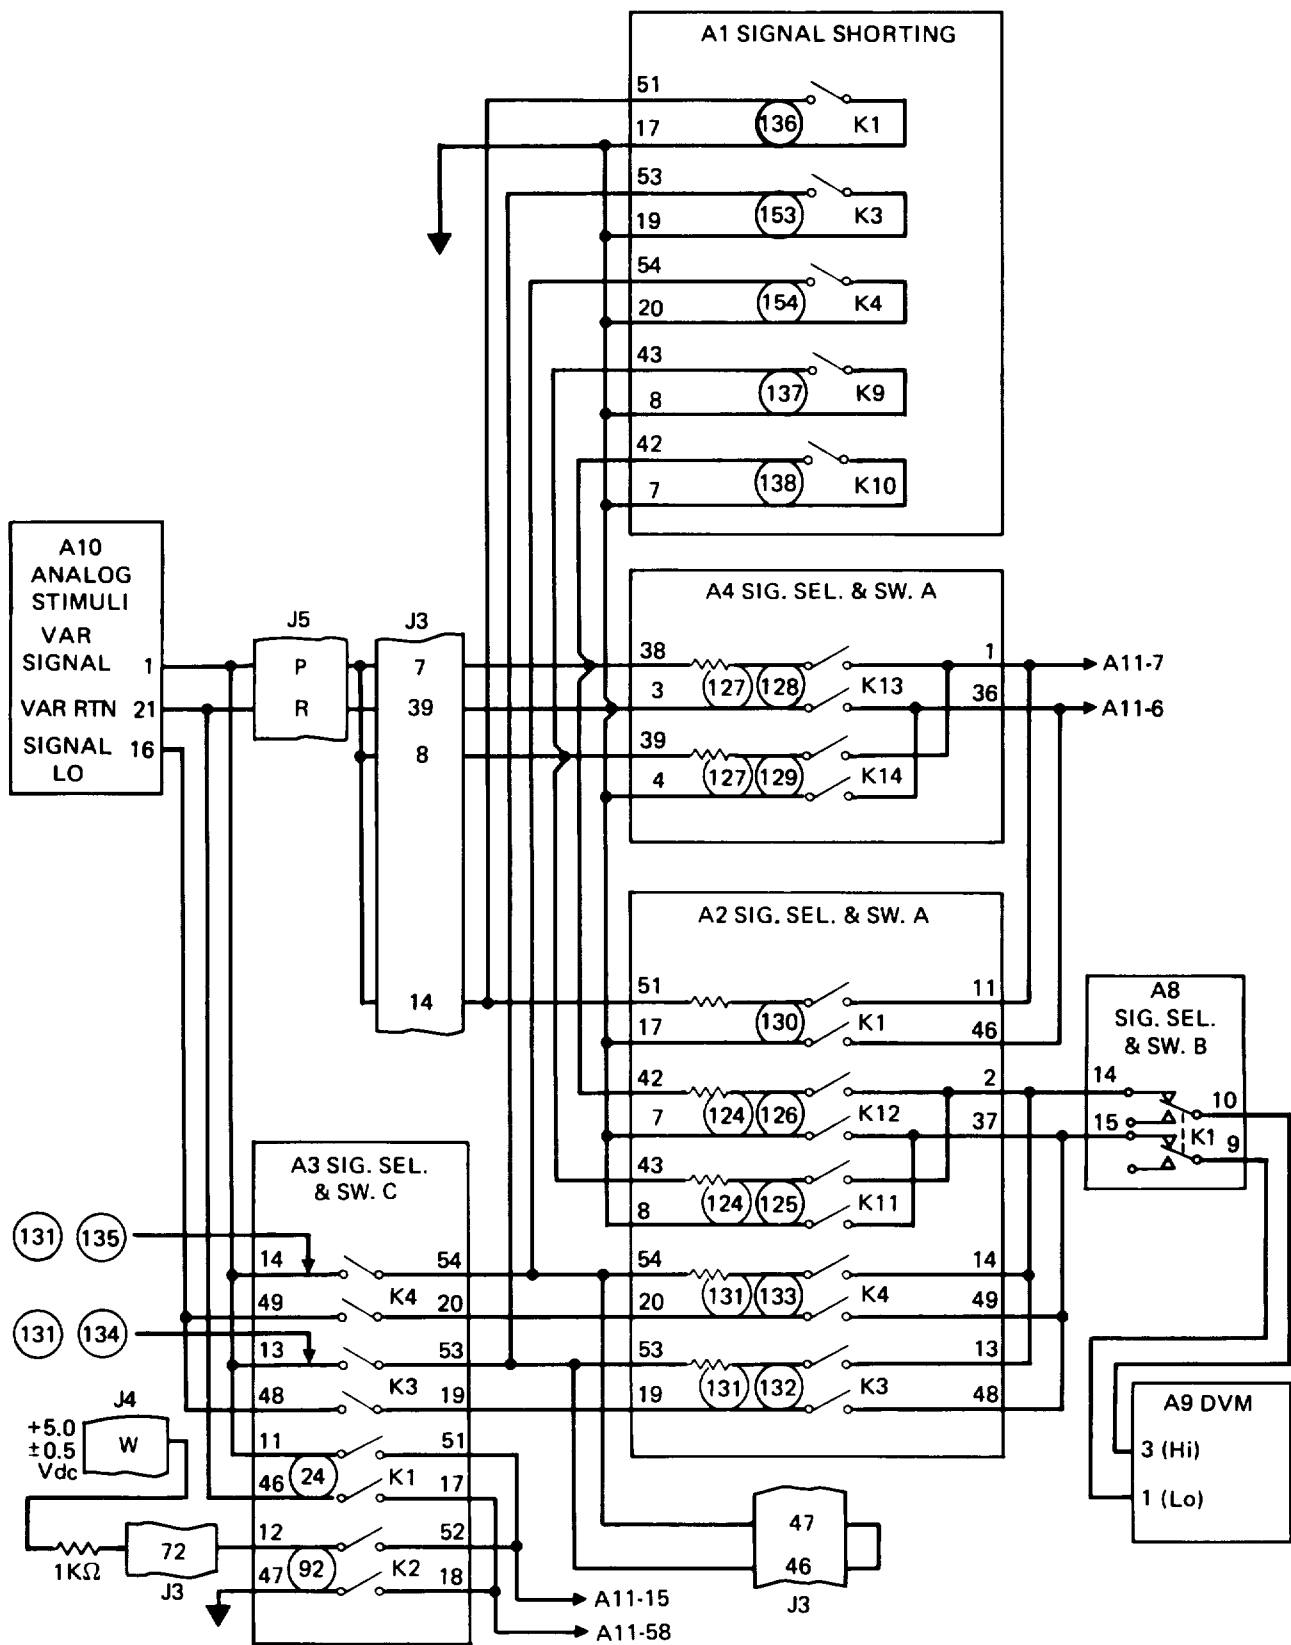 A1 SIGNAL SHORTING
51
136
K1
17
53
153
K3
19
54
154
K4
20
43
137
K9
8
42
138
K10
7
A10
ANALOG
STIMULI
VAR
SIGNAL 1
VAR RTN 21
SIGNAL
LO 16
J5
P
R
J3
7
39
8
14
A4 SIG. SEL. & SW. A
38
127 128
K13
1
A11-7
3
36
A11-6
39
127 129
K14
4
A2 SIG. SEL. & SW. A
51
130
K1
11
17
46
42
124 126
K12
2
7
37
43
124 125
K11
8
54
131 133
K4
14
20
49
53
131 132
K3
13
19
48
A8
SIG. SEL.
& SW. B
14
10
15
K1
9
A3 SIG. SEL.
& SW. C
131 135
14
54
K4
49
20
131 134
13
53
K3
48
19
J4
+5.0
±0.5
Vdc
W
11
51
24
K1
46
17
12
52
1KΩ
72
J3
92
K2
47
18
A11-15
A11-58
47
46
J3
A9 DVM
3 (Hi)
1 (Lo)